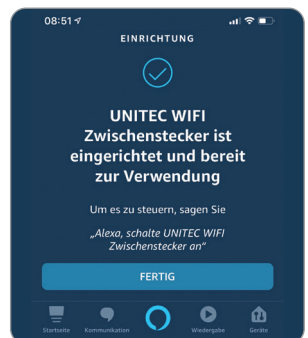 08:51
EINRICHTUNG
UNITEC WIFI
Zwischenstecker ist
eingerichtet und bereit
zur Verwendung
Um es zu steuern, sagen Sie
„Alexa, schalte UNITEC WIFI
Zwischenstecker an“
FERTIG
Startseite Kommunikation Wiedergabe Geräte